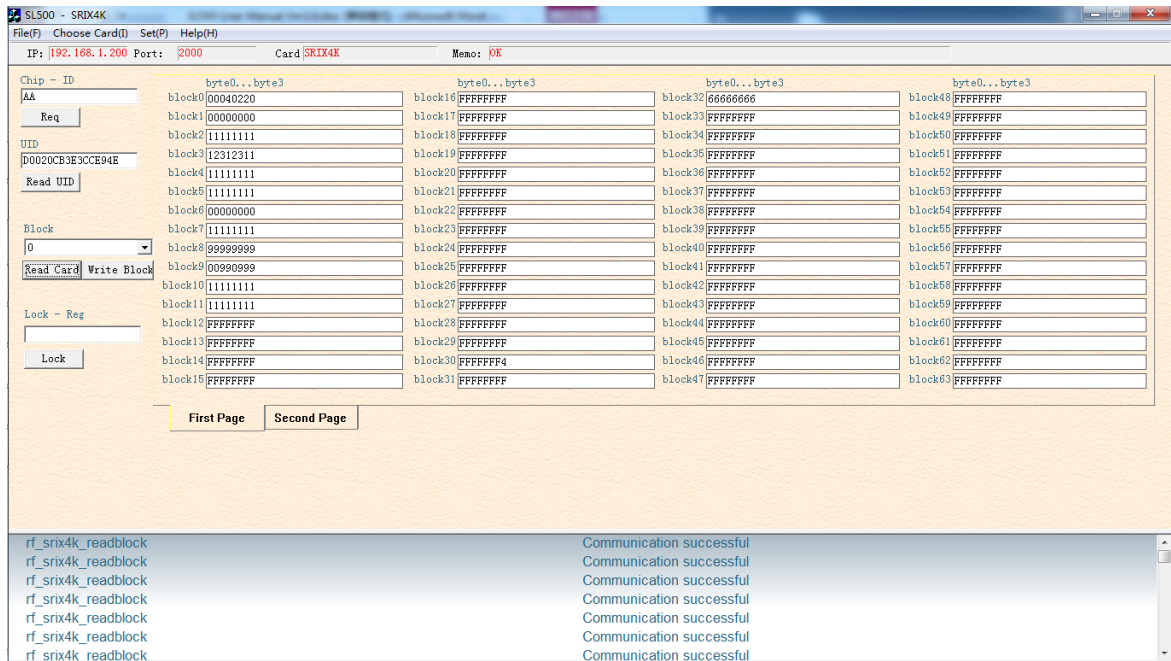 SL500 - SRIX4K
File(F) Choose Card(I) Set(P) Help(H)
IP: 192.168.1.200 Port: 2000 Card SRIX4K Memo: OK
Chip - ID
AA
Req
UID
D0020CB3E3CCE94E
Read UID
Block
0
Read Card Write Block
Lock - Reg
Lock
byte0...byte3 byte0...byte3 byte0...byte3 byte0...byte3
block0 00040220 block16 FFFFFFFF block32 66666666 block48 FFFFFFFF
block1 00000000 block17 FFFFFFFF block33 FFFFFFFF block49 FFFFFFFF
block2 11111111 block18 FFFFFFFF block34 FFFFFFFF block50 FFFFFFFF
block3 12312311 block19 FFFFFFFF block35 FFFFFFFF block51 FFFFFFFF
block4 11111111 block20 FFFFFFFF block36 FFFFFFFF block52 FFFFFFFF
block5 11111111 block21 FFFFFFFF block37 FFFFFFFF block53 FFFFFFFF
block6 00000000 block22 FFFFFFFF block38 FFFFFFFF block54 FFFFFFFF
block7 11111111 block23 FFFFFFFF block39 FFFFFFFF block55 FFFFFFFF
block8 99999999 block24 FFFFFFFF block40 FFFFFFFF block56 FFFFFFFF
block9 00990999 block25 FFFFFFFF block41 FFFFFFFF block57 FFFFFFFF
block10 11111111 block26 FFFFFFFF block42 FFFFFFFF block58 FFFFFFFF
block11 11111111 block27 FFFFFFFF block43 FFFFFFFF block59 FFFFFFFF
block12 FFFFFFFF block28 FFFFFFFF block44 FFFFFFFF block60 FFFFFFFF
block13 FFFFFFFF block29 FFFFFFFF block45 FFFFFFFF block61 FFFFFFFF
block14 FFFFFFFF block30 FFFFFFF4 block46 FFFFFFFF block62 FFFFFFFF
block15 FFFFFFFF block31 FFFFFFFF block47 FFFFFFFF block63 FFFFFFFF
First Page Second Page
rf_srix4k_readblock Communication successful
rf_srix4k_readblock Communication successful
rf_srix4k_readblock Communication successful
rf_srix4k_readblock Communication successful
rf_srix4k_readblock Communication successful
rf_srix4k_readblock Communication successful
rf_srix4k_readblock Communication successful